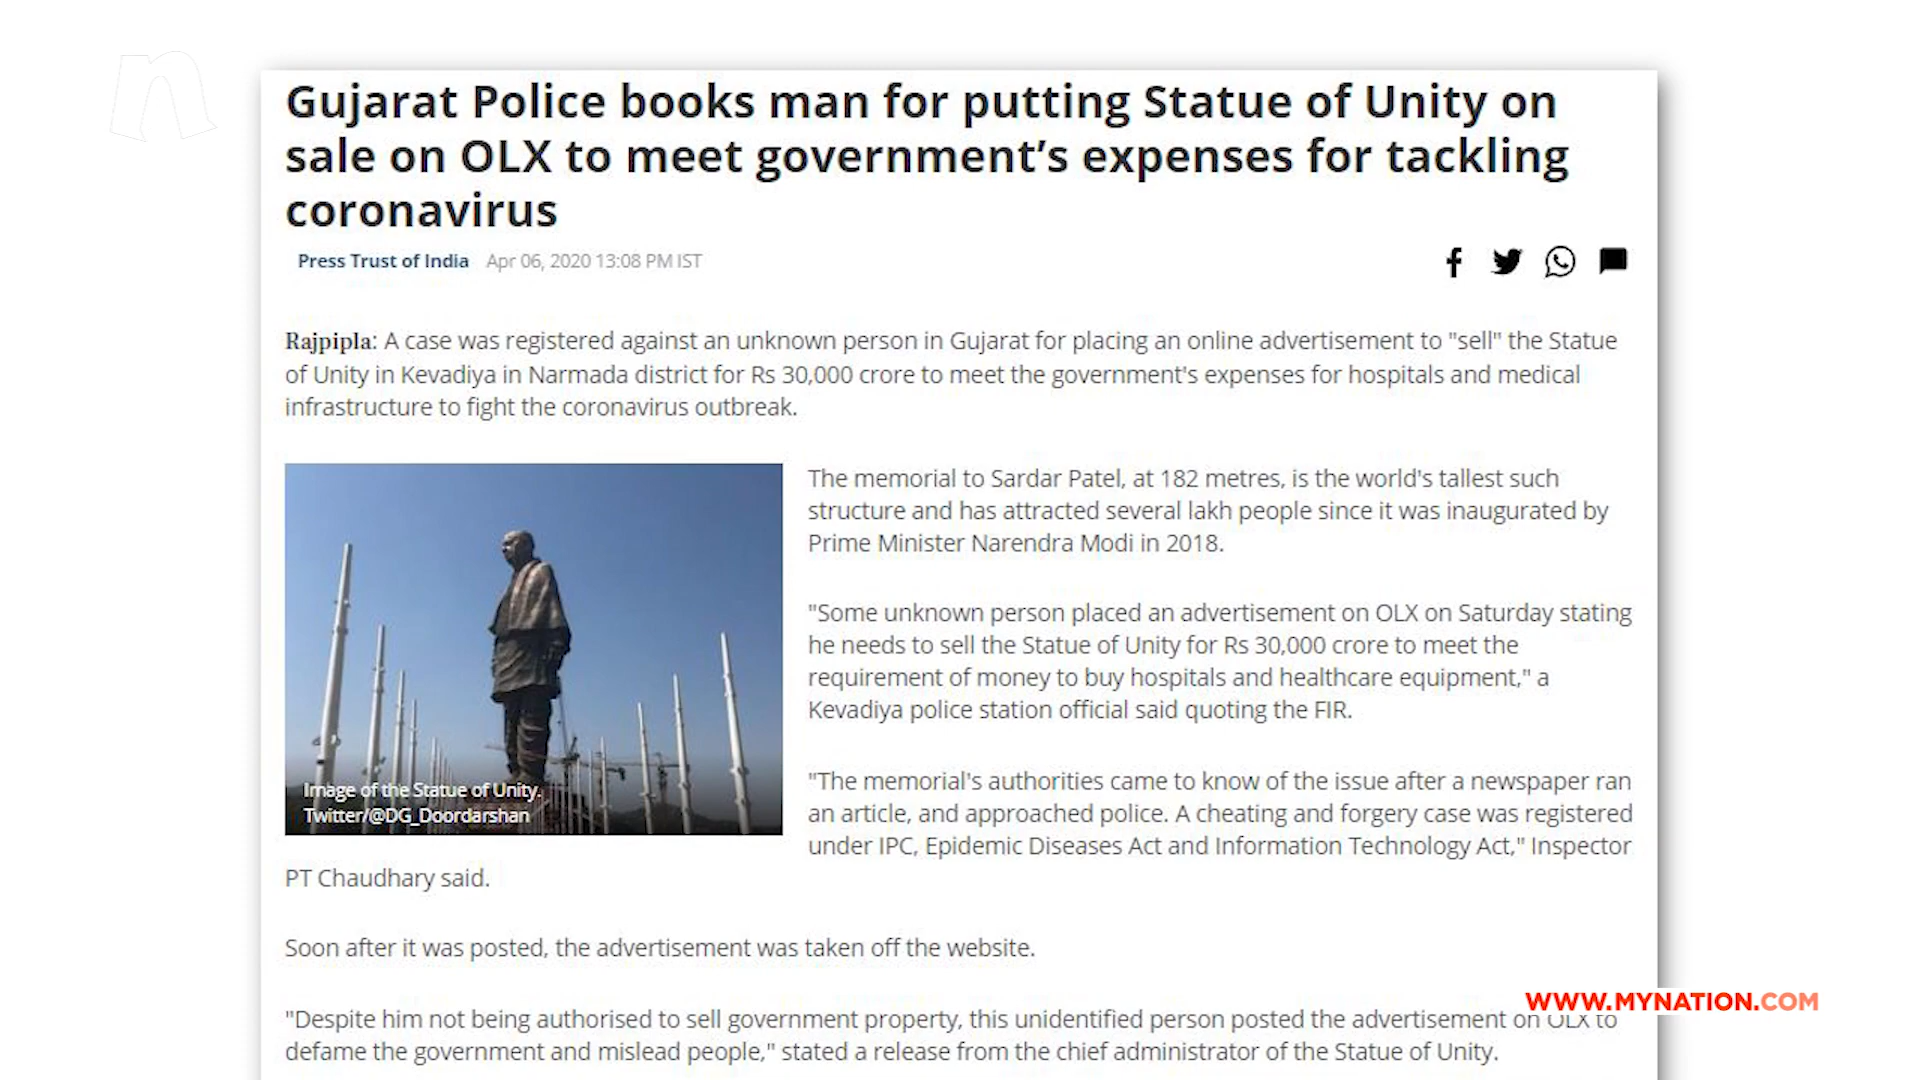 n
Gujarat Police books man for putting Statue of Unity on
sale on OLX to meet government’s expenses for tackling
coronavirus
Press Trust of India Apr 06, 2020 13:08 PM IST
Rajpipla: A case was registered against an unknown person in Gujarat for placing an online advertisement to "sell" the Statue
of Unity in Kevadiya in Narmada district for Rs 30,000 crore to meet the government's expenses for hospitals and medical
infrastructure to fight the coronavirus outbreak.
The memorial to Sardar Patel, at 182 metres, is the world's tallest such
structure and has attracted several lakh people since it was inaugurated by
Prime Minister Narendra Modi in 2018.
"Some unknown person placed an advertisement on OLX on Saturday stating
he needs to sell the Statue of Unity for Rs 30,000 crore to meet the
requirement of money to buy hospitals and healthcare equipment," a
Kevadiya police station official said quoting the FIR.
Image of the Statue of Unity.
Twitter/@DG_Doordarshan
"The memorial's authorities came to know of the issue after a newspaper ran
an article, and approached police. A cheating and forgery case was registered
under IPC, Epidemic Diseases Act and Information Technology Act," Inspector
PT Chaudhary said.
Soon after it was posted, the advertisement was taken off the website.
WWW.MYNATION.COM
"Despite him not being authorised to sell government property, this unidentified person posted the advertisement on OLX to
defame the government and mislead people," stated a release from the chief administrator of the Statue of Unity.